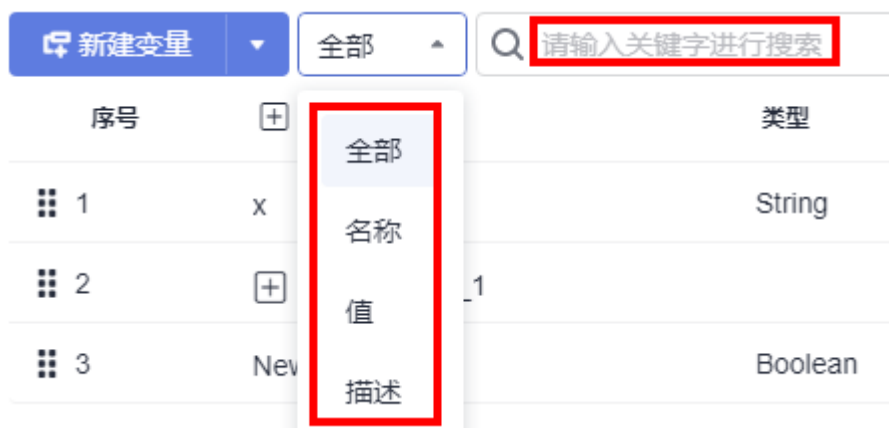 新建变量 全部 请输入关键字进行搜索
序号 类型
全部
1 x String
名称
2 _1
值
3 New Boolean
描述